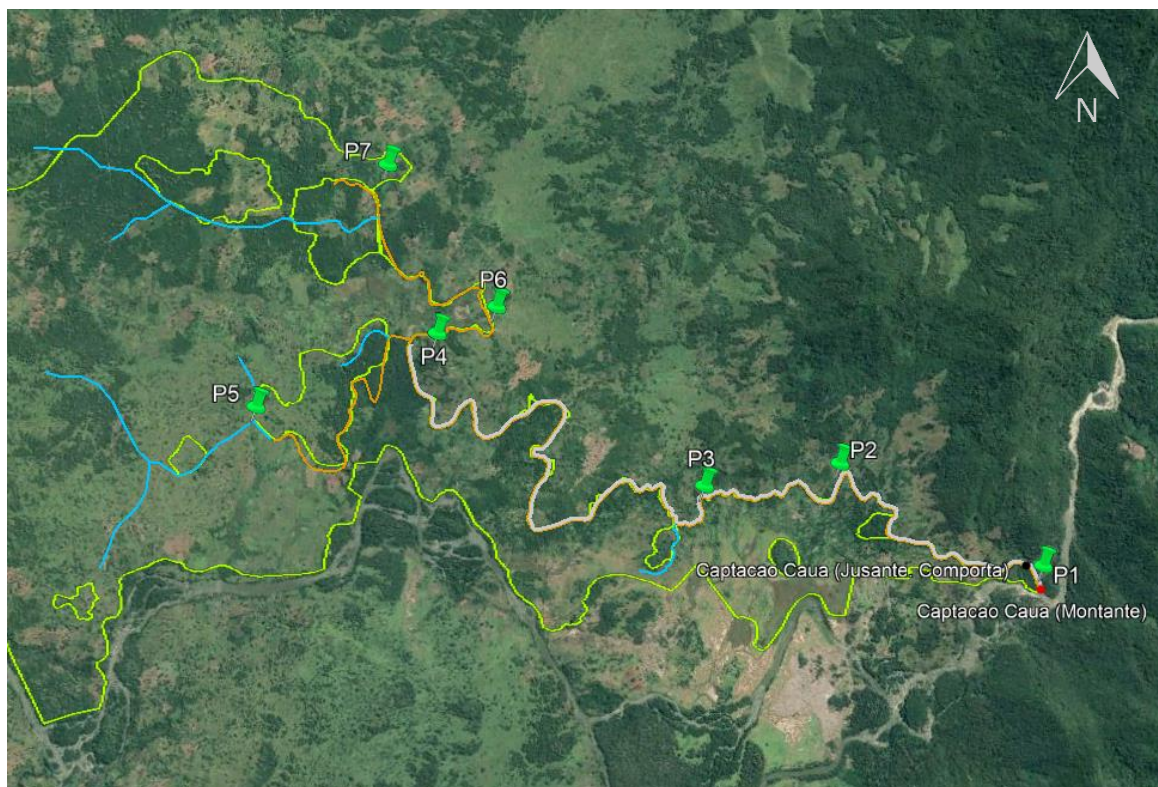 N
P7
P6
P4
P5
P2
P3
Captacao Caua (Jusante Comporta)
P1
Captacao Caua (Montante)